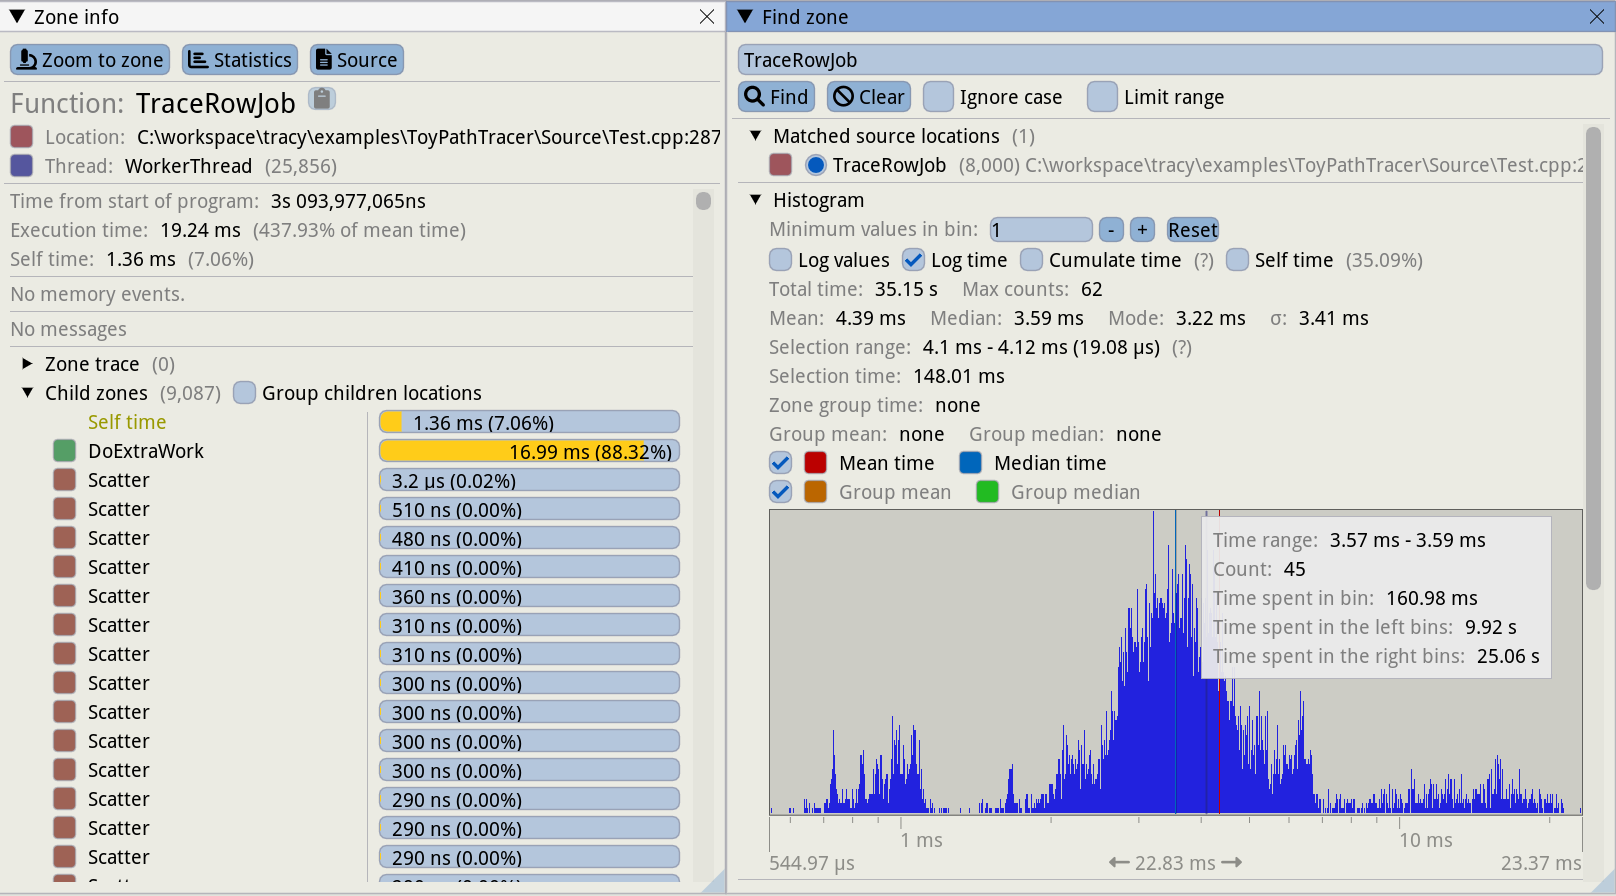 Zone info
Zoom to zone Statistics Source
Function: TraceRowJob
Location: C:\workspace\tracy\examples\ToyPathTracer\Source\Test.cpp:287
Thread: WorkerThread (25,856)
Time from start of program: 3s 093,977,065ns
Execution time: 19.24 ms (437.93% of mean time)
Self time: 1.36 ms (7.06%)
No memory events.
No messages
Zone trace (0)
Child zones (9,087) Group children locations
Self time 1.36 ms (7.06%)
DoExtraWork 16.99 ms (88.32%)
Scatter 3.2 µs (0.02%)
Scatter 510 ns (0.00%)
Scatter 480 ns (0.00%)
Scatter 410 ns (0.00%)
Scatter 360 ns (0.00%)
Scatter 310 ns (0.00%)
Scatter 310 ns (0.00%)
Scatter 300 ns (0.00%)
Scatter 300 ns (0.00%)
Scatter 300 ns (0.00%)
Scatter 300 ns (0.00%)
Scatter 290 ns (0.00%)
Scatter 290 ns (0.00%)
Scatter 290 ns (0.00%)
Find zone
TraceRowJob
Find Clear Ignore case Limit range
Matched source locations (1)
TraceRowJob (8,000) C:\workspace\tracy\examples\ToyPathTracer\Source\Test.cpp:2
Histogram
Minimum values in bin: 1 - + Reset
Log values Log time Cumulate time (?) Self time (35.09%)
Total time: 35.15 s Max counts: 62
Mean: 4.39 ms Median: 3.59 ms Mode: 3.22 ms σ: 3.41 ms
Selection range: 4.1 ms - 4.12 ms (19.08 µs) (?)
Selection time: 148.01 ms
Zone group time: none
Group mean: none Group median: none
Mean time Median time
Group mean Group median
Time range: 3.57 ms - 3.59 ms
Count: 45
Time spent in bin: 160.98 ms
Time spent in the left bins: 9.92 s
Time spent in the right bins: 25.06 s
1 ms 10 ms
544.97 µs 22.83 ms 23.37 ms